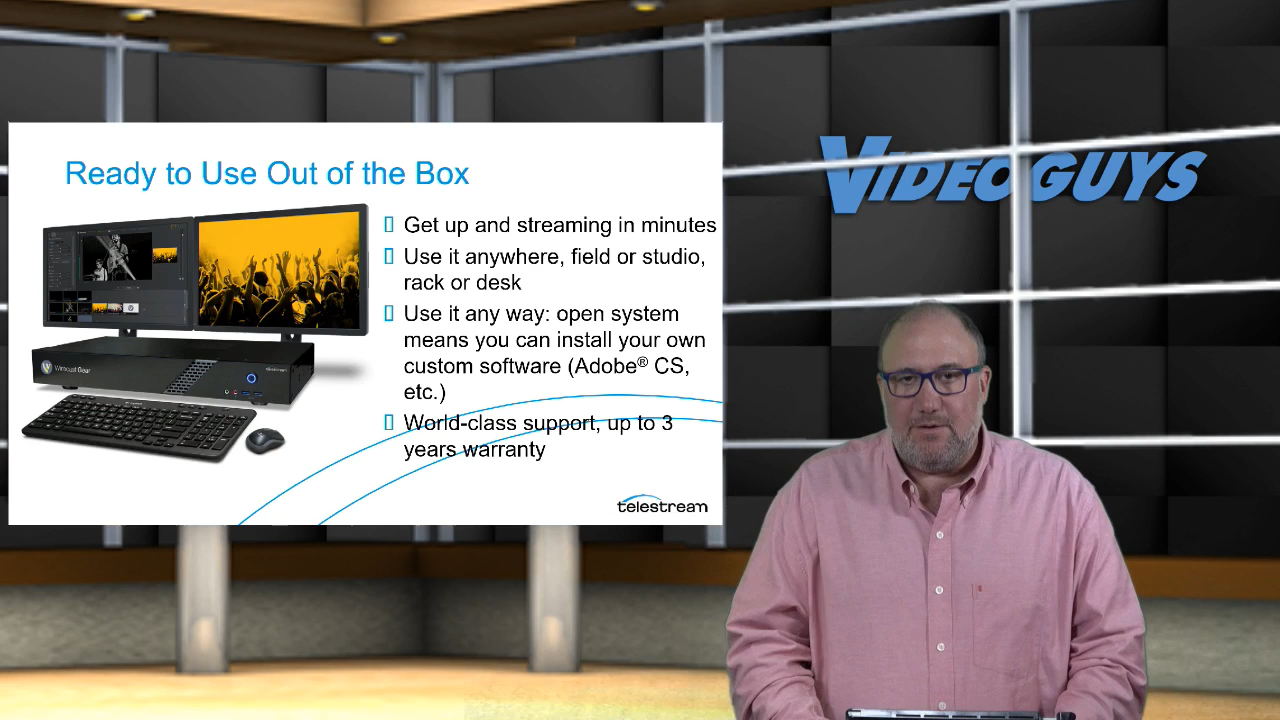 VIDEOGUYS
Ready to Use Out of the Box
Get up and streaming in minutes
Use it anywhere, field or studio,
rack or desk
Use it any way: open system
means you can install your own
custom software (Adobe® CS,
etc.)
World-class support, up to 3
years warranty
Wirecast Gear
telestream